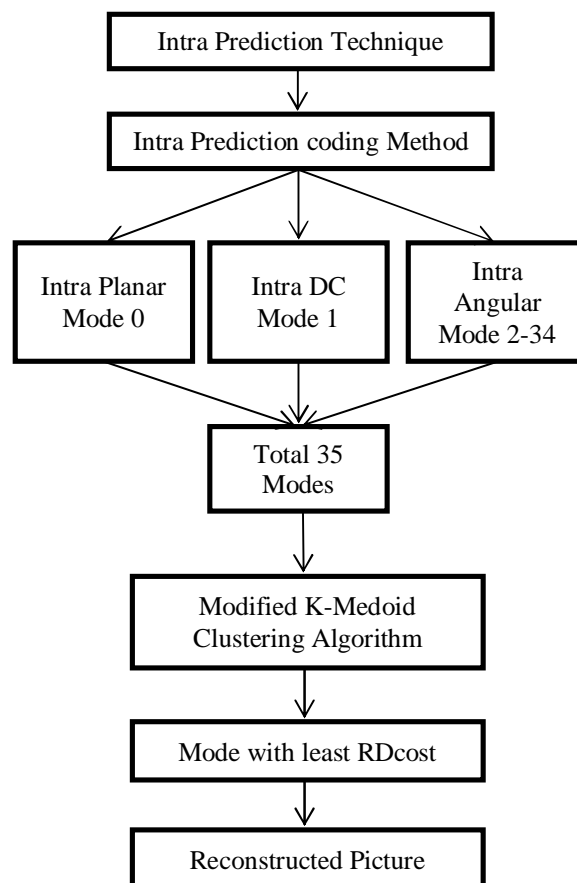 Intra Prediction Technique
Intra Prediction coding Method
Intra Planar
Mode 0
Intra DC
Mode 1
Intra
Angular
Mode 2-34
Total 35
Modes
Modified K-Medoid
Clustering Algorithm
Mode with least RDcost
Reconstructed Picture